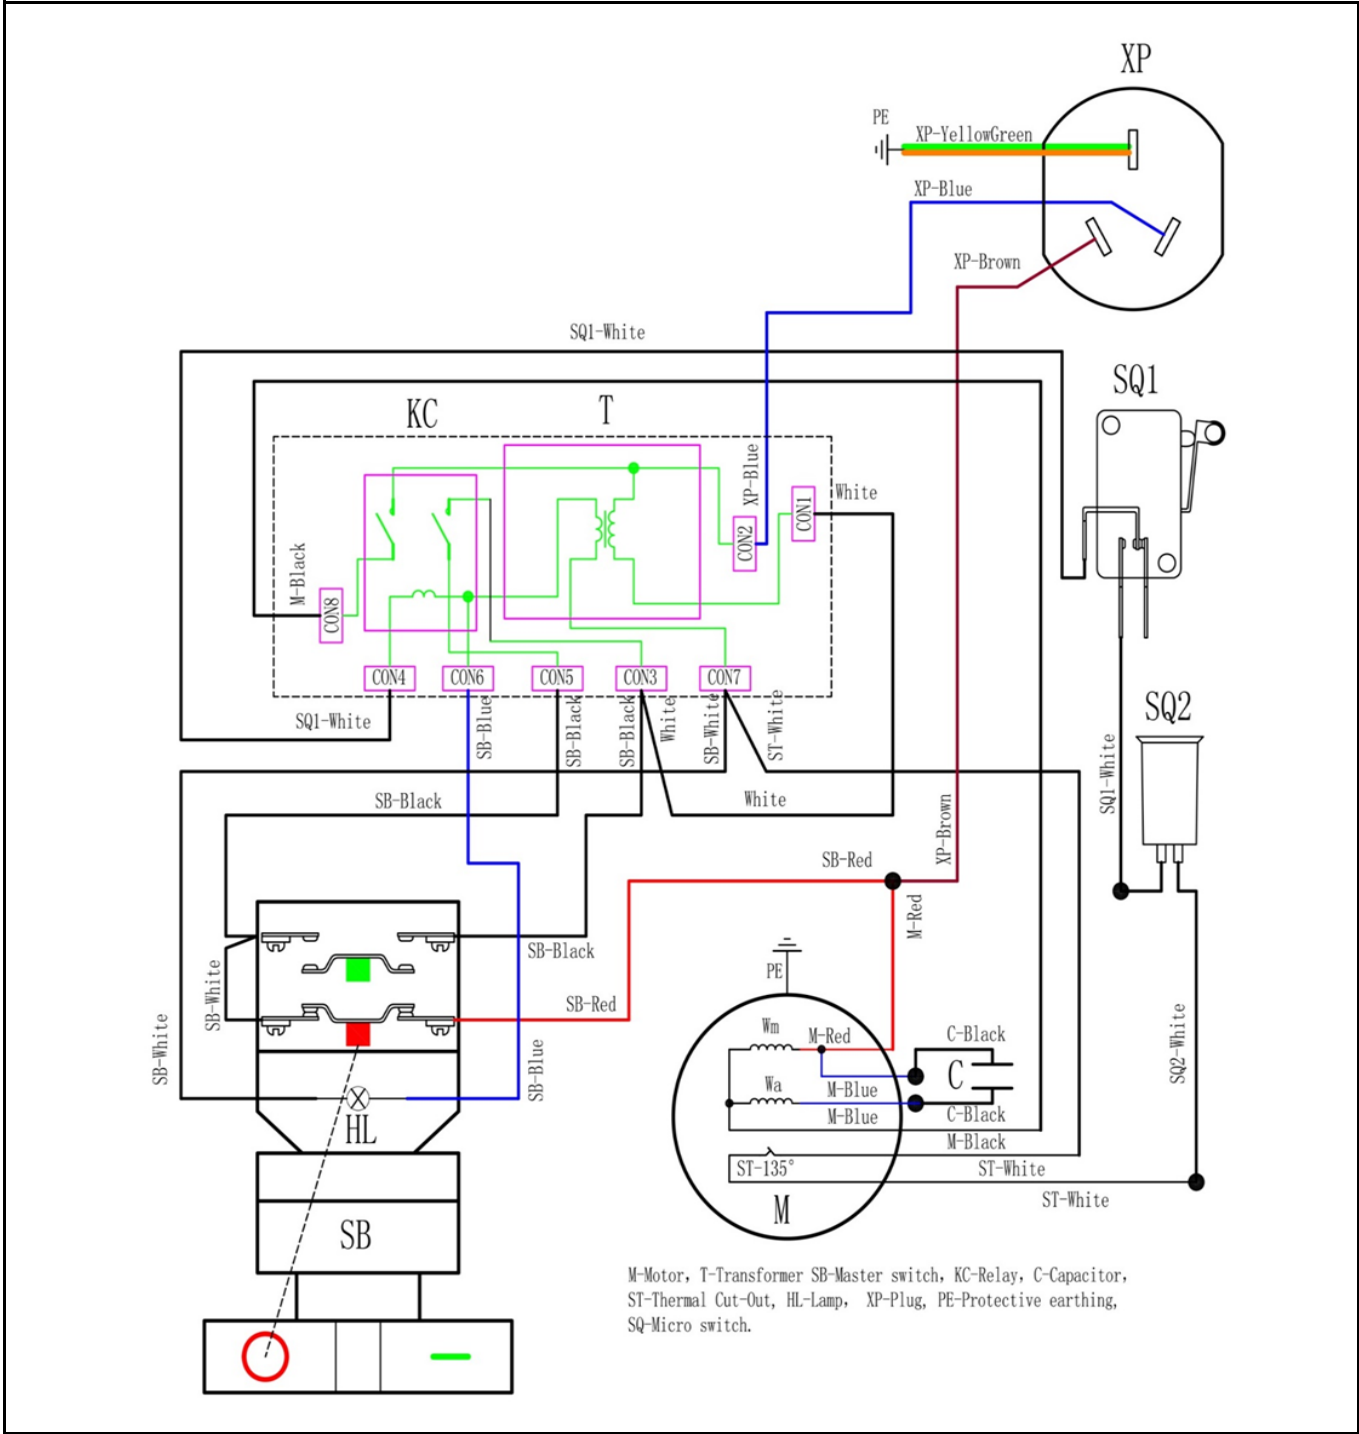 XP
PE
XP-YellowGreen
XP-Blue
XP-Brown
SQ1-White
SQ1
KC
T
XP-Blue
White
CON1
CON2
M-Black
CON8
CON4
CON6
CON5
CON3
CON7
SQ1-White
SB-Blue
SB-Black
SB-Black
White
SB-White
ST-White
SQ2
SQ1-White
SB-Black
White
XP-Brown
SB-Red
M-Red
SB-Black
PE
SB-White
SB-Red
SB-White
SB-Blue
Wm
M-Red
C-Black
C
Wa
M-Blue
M-Blue
C-Black
M-Black
SQ2-White
HL
ST-135°
ST-White
ST-White
M
SB
M-Motor, T-Transformer SB-Master switch, KC-Relay, C-Capacitor,
ST-Thermal Cut-Out, HL-Lamp, XP-Plug, PE-Protective earthing,
SQ-Micro switch.